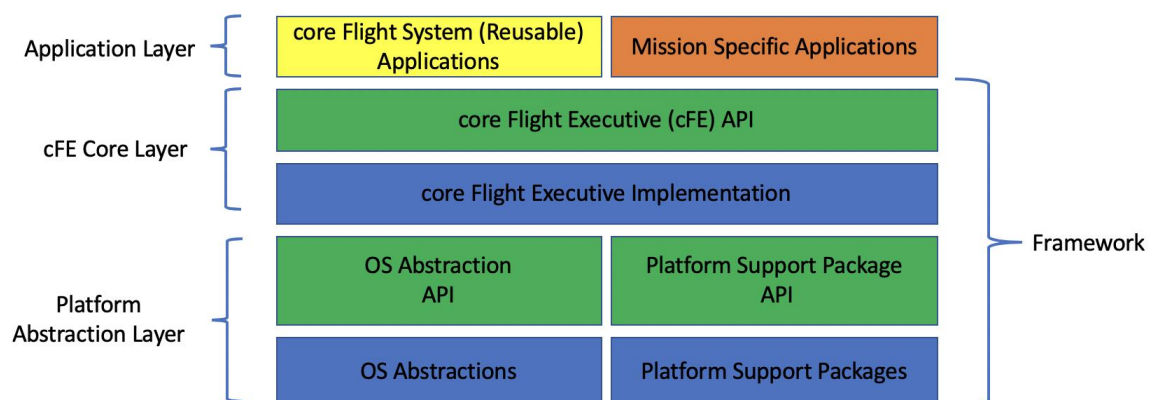 Application Layer
core Flight System (Reusable)
Applications
Mission Specific Applications
cFE Core Layer
core Flight Executive (cFE) API
core Flight Executive Implementation
Framework
Platform
Abstraction Layer
OS Abstraction
API
Platform Support Package
API
OS Abstractions
Platform Support Packages